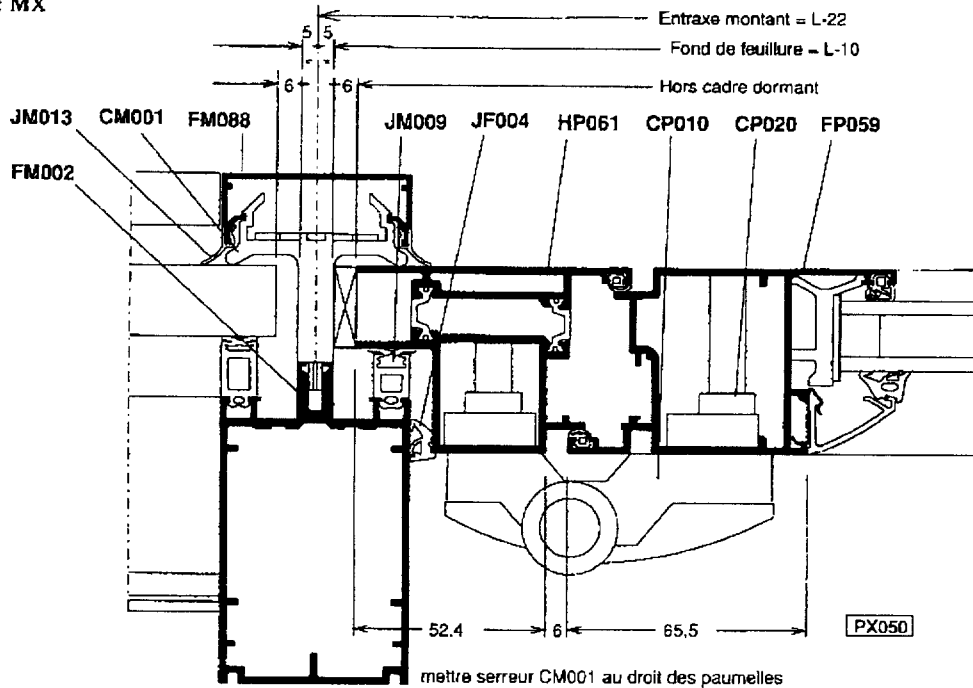 MX
Entraxe montant = L-22
5 5
Fond de feuillure = L-10
6 6
Hors cadre dormant
JM013 CM001 FM088 JM009 JF004 HP061 CP010 CP020 FP059
FM002
52,4 6 65,5
PX050
mettre serreur CM001 au droit des paumelles